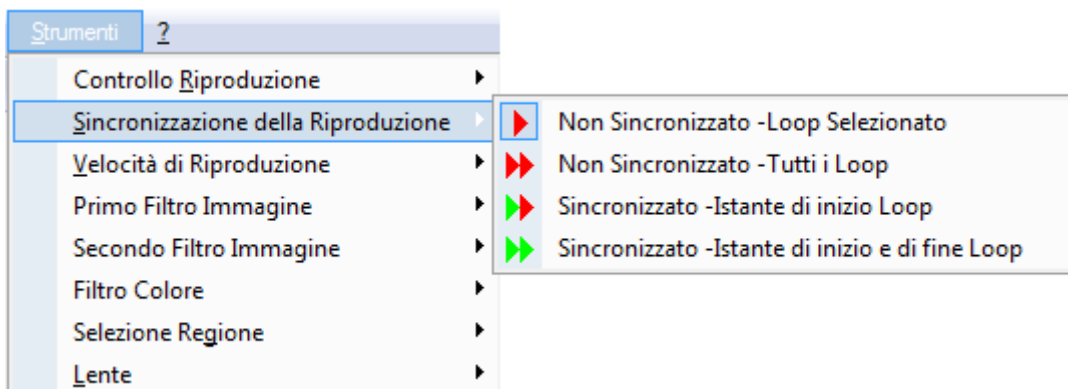 Strumenti ?
Controllo Riproduzione
Sincronizzazione della Riproduzione
Velocità di Riproduzione
Primo Filtro Immagine
Secondo Filtro Immagine
Filtro Colore
Selezione Regione
Lente
Non Sincronizzato -Loop Selezionato
Non Sincronizzato -Tutti i Loop
Sincronizzato -Istante di inizio Loop
Sincronizzato -Istante di inizio e di fine Loop